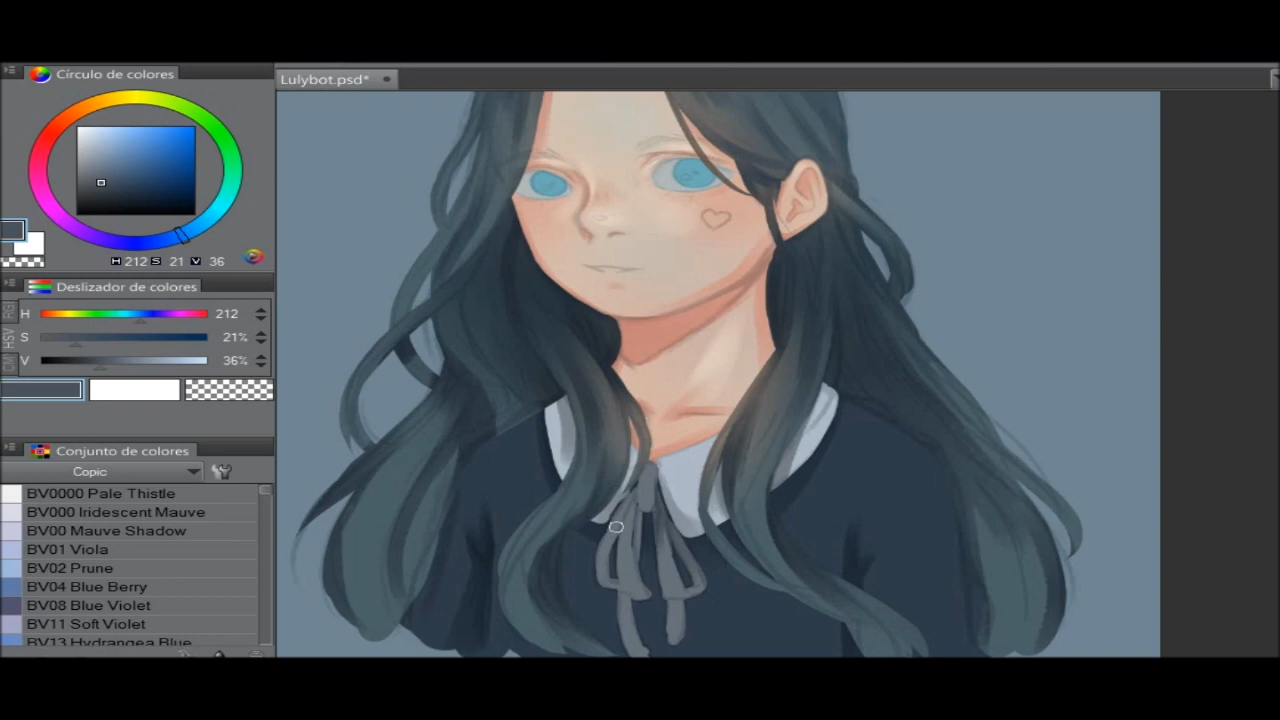 Círculo de colores
Lulybot.psd*
H 212 S 21 V 36
Deslizador de colores
RGB
HSV
H 212
S 21%
V 36%
Conjunto de colores
Copic
BV0000 Pale Thistle
BV000 Iridescent Mauve
BV00 Mauve Shadow
BV01 Viola
BV02 Prune
BV04 Blue Berry
BV08 Blue Violet
BV11 Soft Violet
BV13 Hydrangea Blue